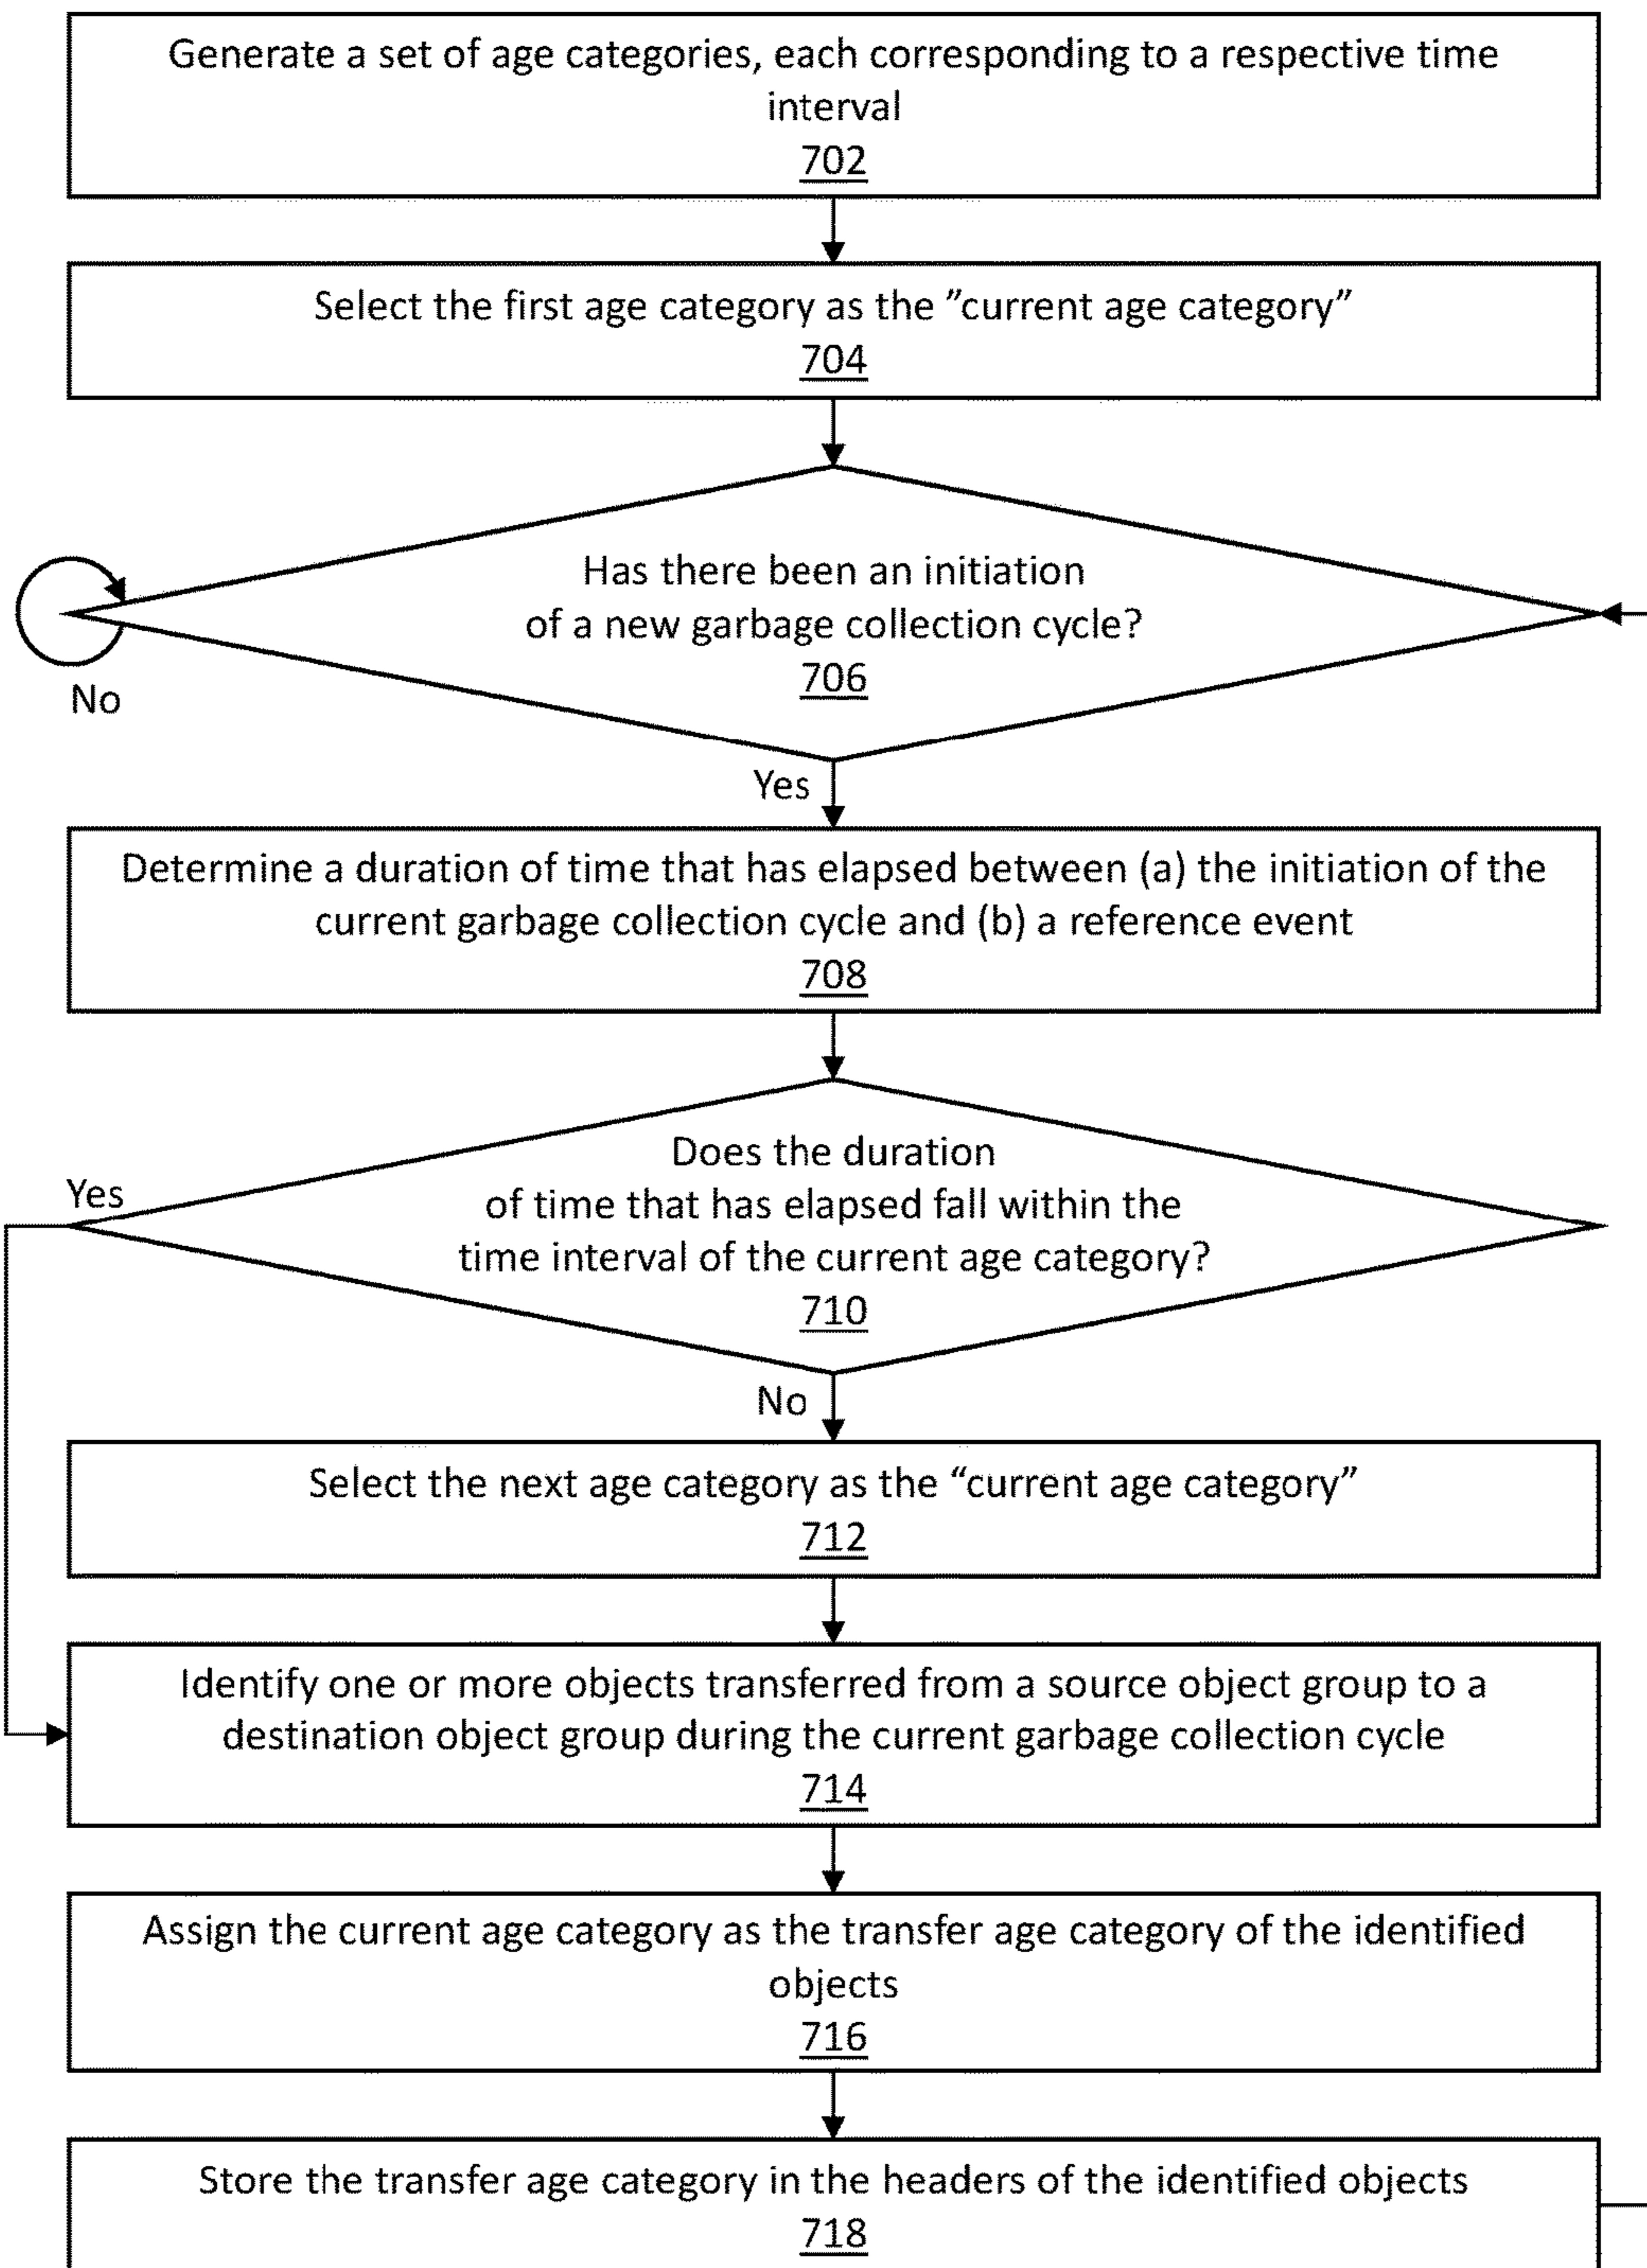 Generate a set of age categories, each corresponding to a respective time
interval
702
Select the first age category as the ”current age category”
704
Has there been an initiation
of a new garbage collection cycle?
706
No
Yes
Determine a duration of time that has elapsed between (a) the initiation of the
current garbage collection cycle and (b) a reference event
708
Does the duration
of time that has elapsed fall within the
time interval of the current age category?
710
Yes
No
Select the next age category as the “current age category”
712
Identify one or more objects transferred from a source object group to a
destination object group during the current garbage collection cycle
714
Assign the current age category as the transfer age category of the identified
objects
716
Store the transfer age category in the headers of the identified objects
718